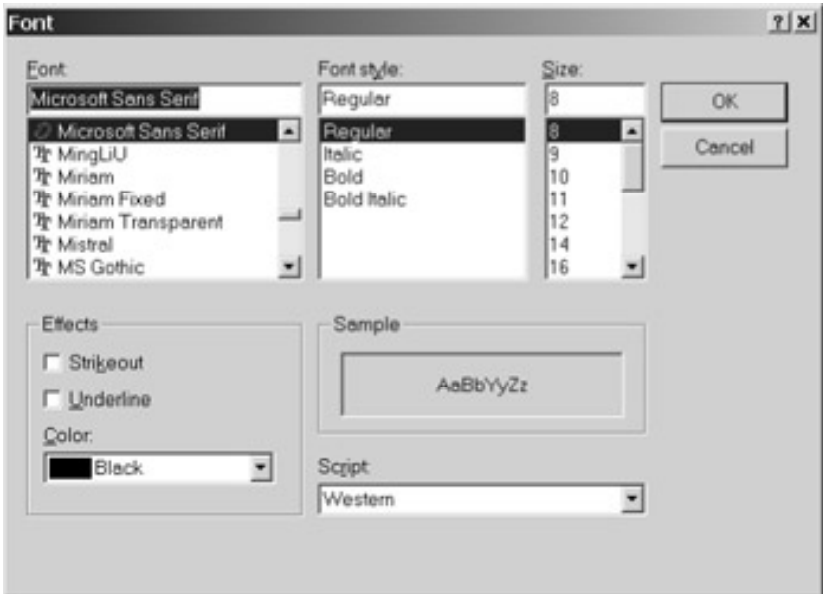 Font
Font:
Microsoft Sans Serif
Microsoft Sans Serif
MingLiU
Miriam
Miriam Fixed
Miriam Transparent
Mistral
MS Gothic
Font style:
Regular
Regular
Italic
Bold
Bold Italic
Size:
8
8
9
10
11
12
14
16
OK
Cancel
Effects
Strikeout
Underline
Color:
Black
Sample
AaBbYyZz
Script:
Western